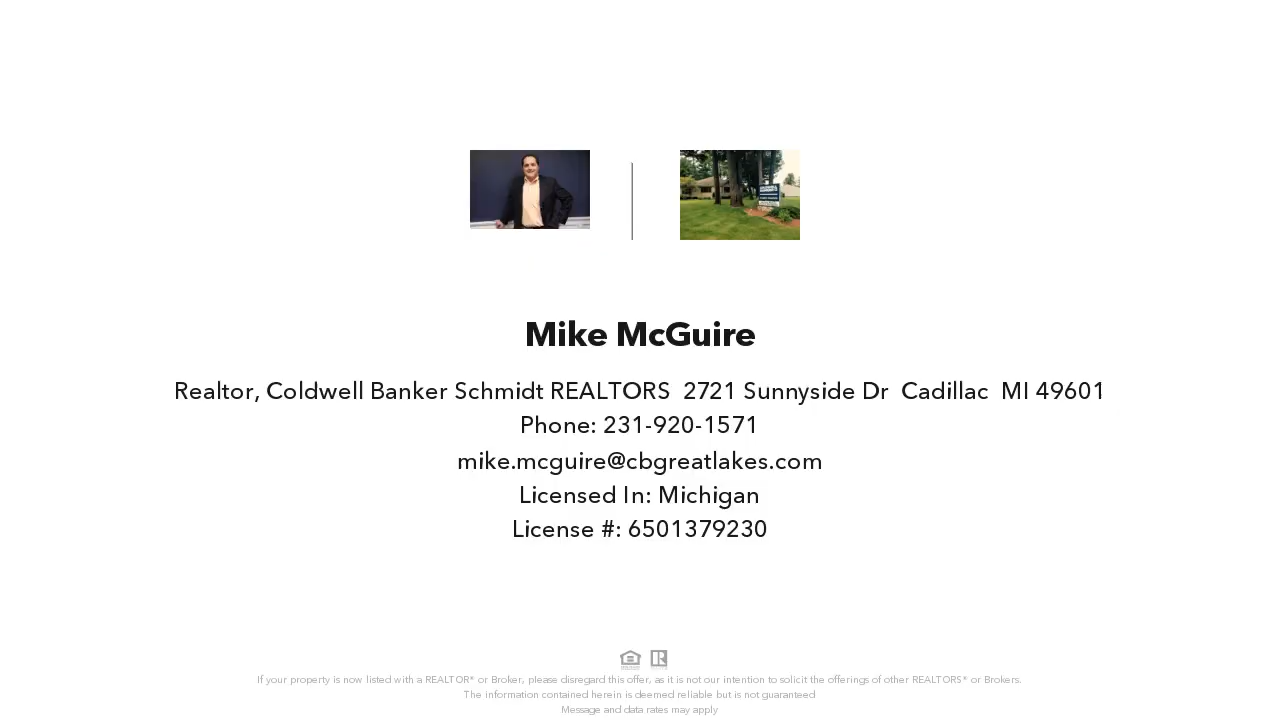 Mike McGuire
Realtor, Coldwell Banker Schmidt REALTORS  2721 Sunnyside Dr  Cadillac  MI 49601
Phone: 231-920-1571
mike.mcguire@cbgreatlakes.com
Licensed In: Michigan
License #: 6501379230
If your property is now listed with a REALTOR® or Broker, please disregard this offer, as it is not our intention to solicit the offerings of other REALTORS® or Brokers.
The information contained herein is deemed reliable but is not guaranteed
Message and data rates may apply